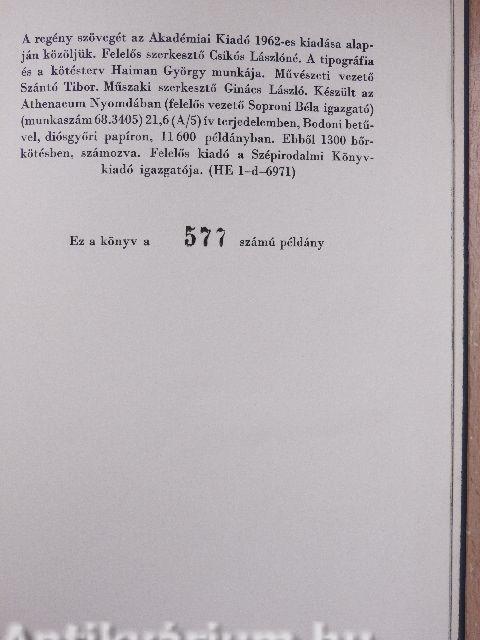 A regény szövegét az Akadémiai Kiadó 1962-es kiadása alap-
ján közöljük. Felelős szerkesztő Csikós Lászlóné. A tipográfia
és a kötésterv Haiman György munkája. Művészeti vezető
Szántó Tibor. Műszaki szerkesztő Ginács László. Készült az
Athenaeum Nyomdában (felelős vezető Soproni Béla igazgató)
(munkaszám 68.3405) 21,6 (A/5) ív terjedelemben, Bodoni betű-
vel, diósgyőri papíron, 11 600 példányban. Ebből 1300 bőr-
kötésben, számozva. Felelős kiadó a Szépirodalmi Könyv-
kiadó igazgatója. (HE 1-d-6971)
Ez a könyv a 577 számú példány
Antikvárium.hu